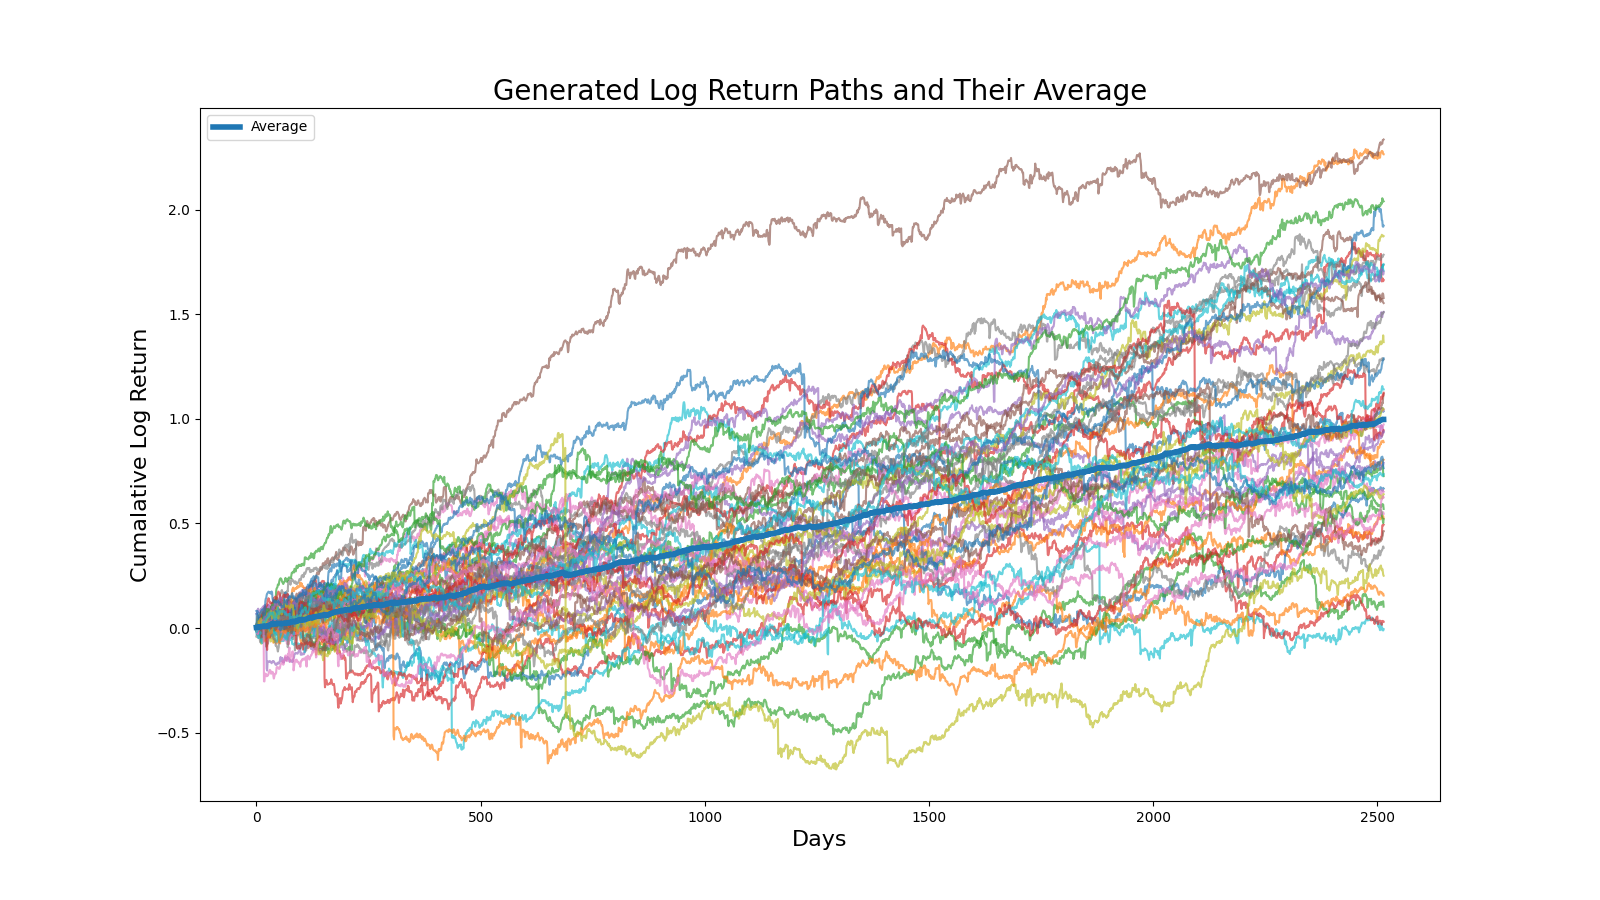 Generated Log Return Paths and Their Average
Average
Cumalative Log Return
2.0
1.5
1.0
0.5
0.0
−0.5
0 500 1000 1500 2000 2500
Days